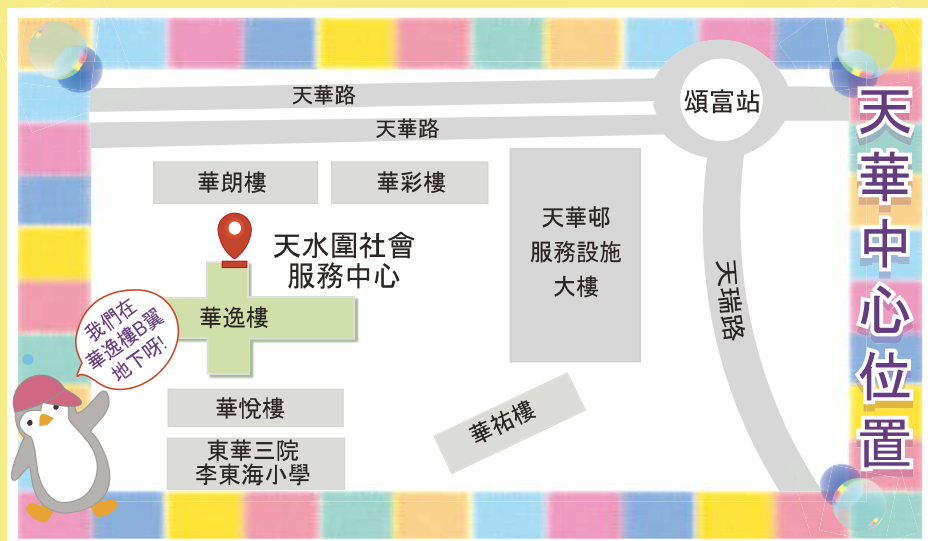 天華路
天華路
頌富站
華朗樓
華彩樓
天華邨
服務設施
大樓
天水圍社會
服務中心
華逸樓
天瑞路
我們在
華逸樓B翼
地下呀!
華悅樓
東華三院
李東海小學
華祐樓
天華中心位置